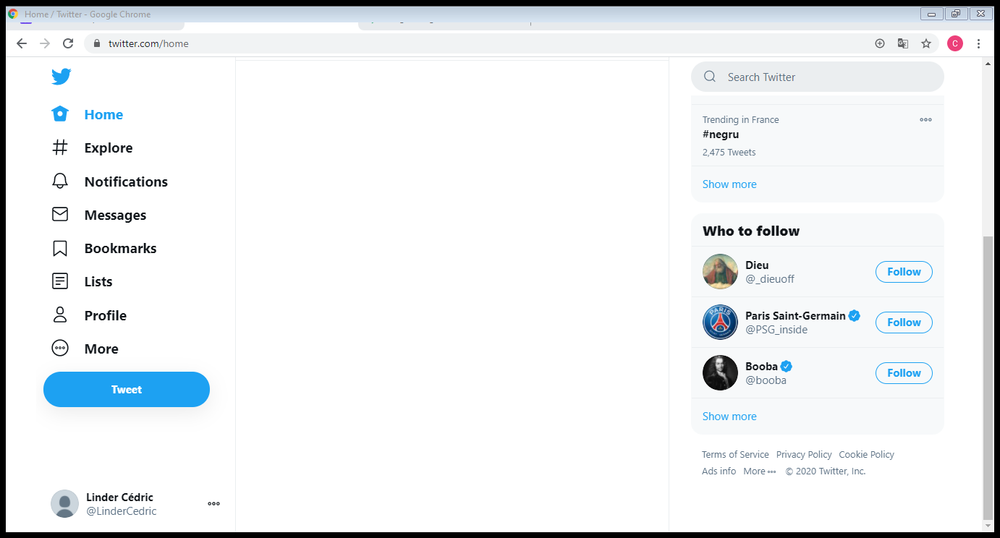 Home / Twitter - Google Chrome
twitter.com/home
C
Home
Explore
Notifications
Messages
Bookmarks
Lists
Profile
More
Tweet
Linder Cédric
@LinderCedric
Search Twitter
Trending in France
#negru
2,475 Tweets
Show more
Who to follow
Dieu
@_dieuoff
Follow
PARIS
Paris Saint-Germain
@PSG_inside
Follow
Booba
@booba
Follow
Show more
Terms of Service Privacy Policy Cookie Policy
Ads info More © 2020 Twitter, Inc.